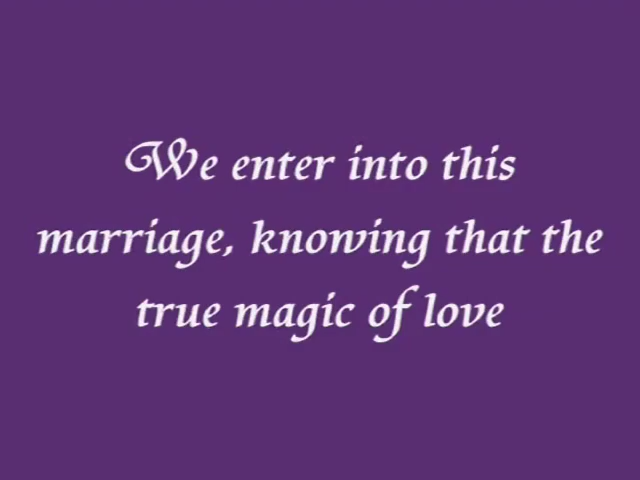 We enter into this
marriage, knowing that the
true magic of love